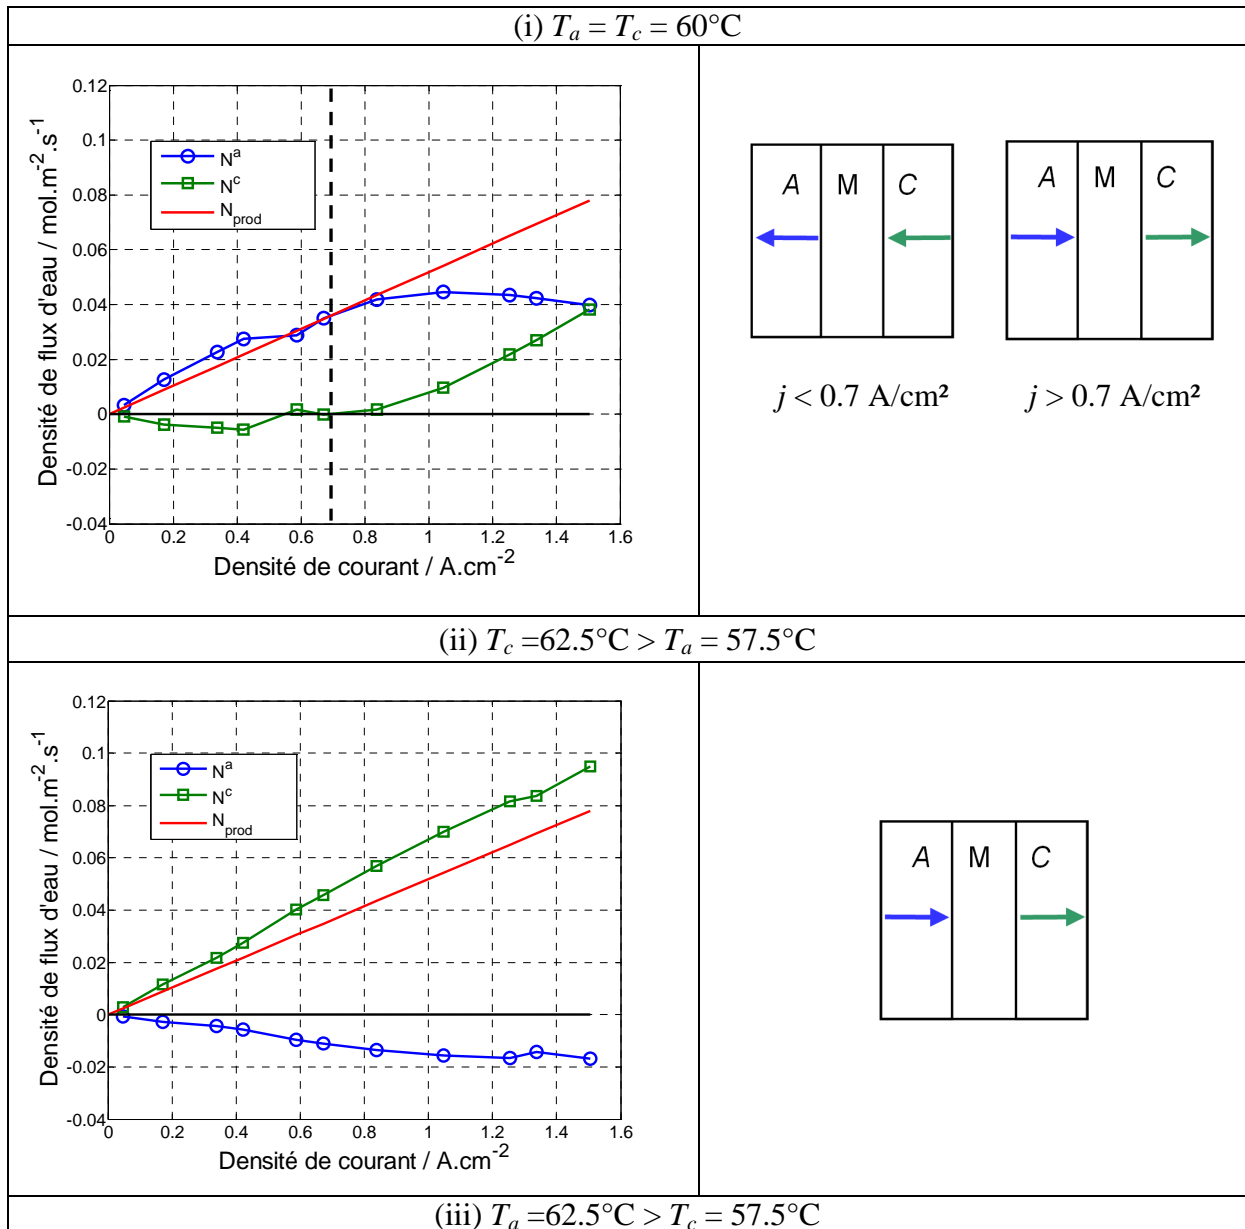 (i) Ta = Tc = 60°C
Densité de flux d'eau / mol.m-2.s-1
0.12
0.1
0.08
0.06
0.04
0.02
0
-0.02
-0.04
Na
Nc
Nprod
0 0.2 0.4 0.6 0.8 1 1.2 1.4 1.6
Densité de courant / A.cm-2
A M C
A M C
j < 0.7 A/cm²
j > 0.7 A/cm²
(ii) Tc =62.5°C > Ta = 57.5°C
Densité de flux d'eau / mol.m-2.s-1
0.12
0.1
0.08
0.06
0.04
0.02
0
-0.02
-0.04
Na
Nc
Nprod
0 0.2 0.4 0.6 0.8 1 1.2 1.4 1.6
Densité de courant / A.cm-2
A M C
(iii) Ta =62.5°C > Tc = 57.5°C